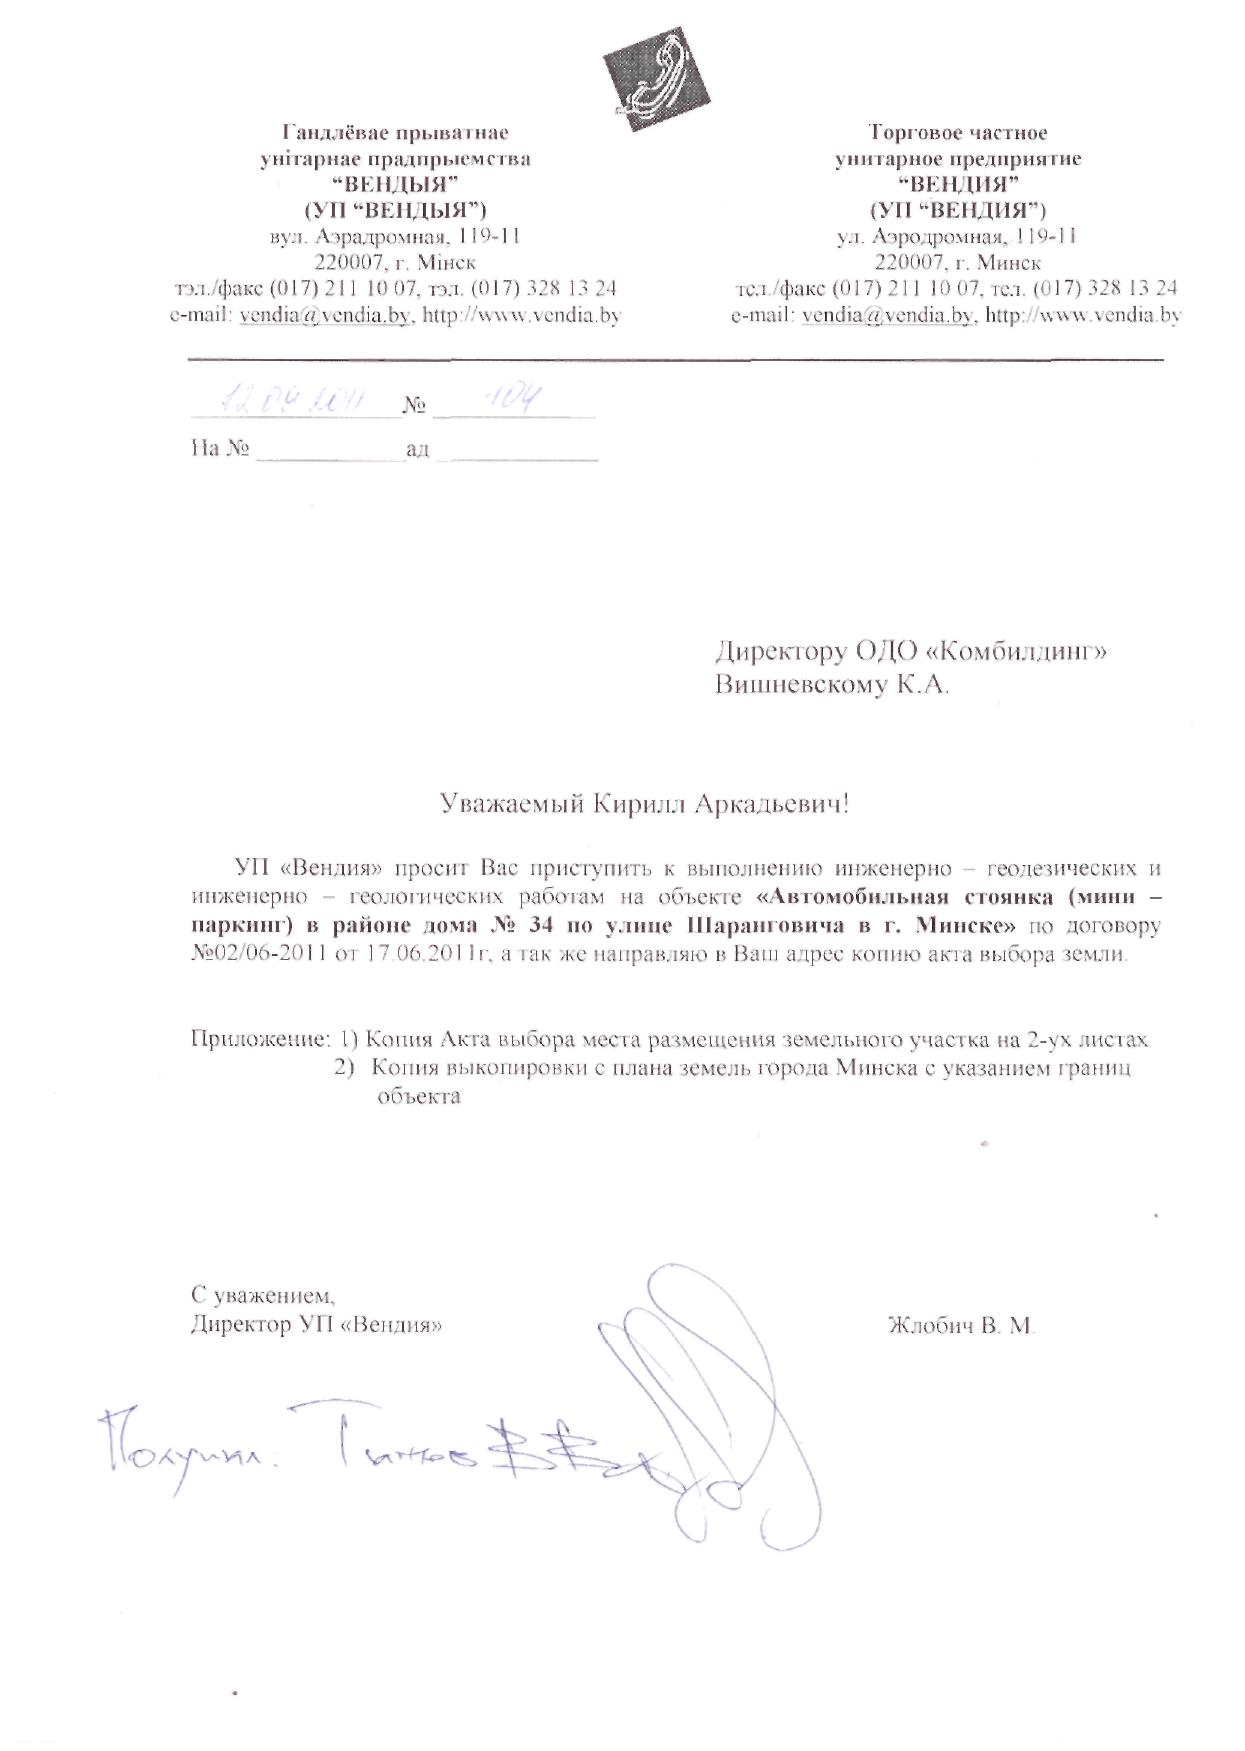 Гандлёвае прыватнае
унітарнае прадпрыемства
“ВЕНДЫЯ”
(УП “ВЕНДЫЯ”)
вул. Аэрадромная, 119-11
220007, г. Мінск
тэл./факс (017) 211 10 07, тэл. (017) 328 13 24
e-mail: vendia@vendia.by, http://www.vendia.by
Торговое частное
унитарное предприятие
“ВЕНДИЯ”
(УП “ВЕНДИЯ”)
ул. Аэродромная, 119-11
220007, г. Минск
тел./факс (017) 211 10 07, тел. (017) 328 13 24
e-mail: vendia@vendia.by, http://www.vendia.by
№ 104
На № ад
Директору ОДО «Комбилдинг»
Вишневскому К.А.
Уважаемый Кирилл Аркадьевич!
УП «Вендия» просит Вас приступить к выполнению инженерно – геодезических и
инженерно – геологических работам на объекте «Автомобильная стоянка (мини –
паркинг) в районе дома № 34 по улице Шаранговича в г. Минске» по договору
№02/06-2011 от 17.06.2011г, а так же направляю в Ваш адрес копию акта выбора земли.
Приложение: 1) Копия Акта выбора места размещения земельного участка на 2-ух листах
2) Копия выкопировки с плана земель города Минска с указанием границ
объекта
С уважением,
Директор УП «Вендия» Жлобич В. М.
Получил.